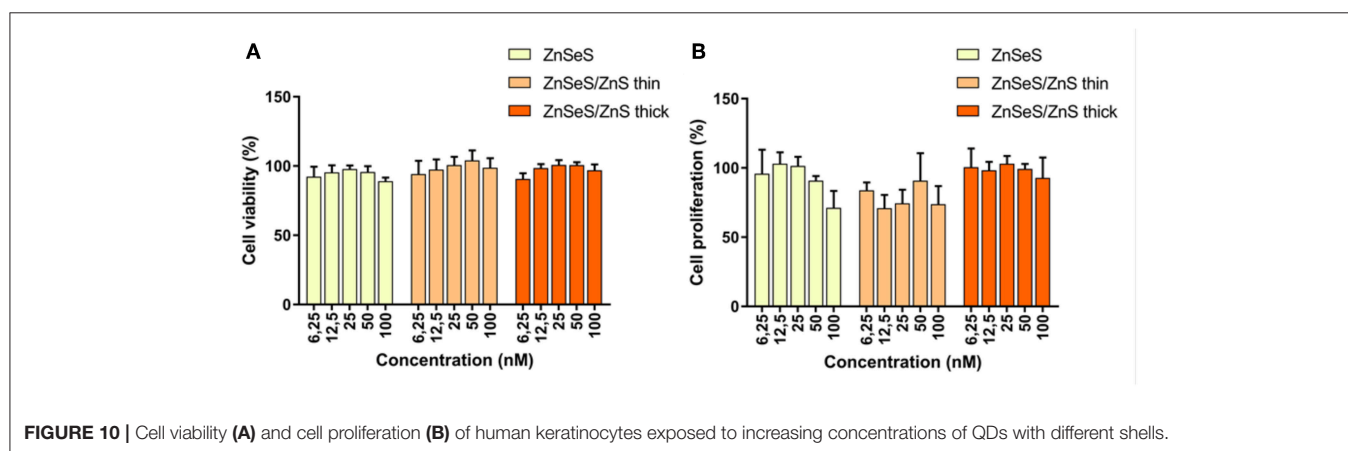 A
ZnSeS
ZnSeS/ZnS thin
ZnSeS/ZnS thick
Cell viability (%)
150
100
50
0
6,25 12,5 25 50 100 6,25 12,5 25 50 100 6,25 12,5 25 50 100
Concentration (nM)
B
ZnSeS
ZnSeS/ZnS thin
ZnSeS/ZnS thick
Cell proliferation (%)
150
100
50
0
6,25 12,5 25 50 100 6,25 12,5 25 50 100 6,25 12,5 25 50 100
Concentration (nM)
FIGURE 10 | Cell viability (A) and cell proliferation (B) of human keratinocytes exposed to increasing concentrations of QDs with different shells.